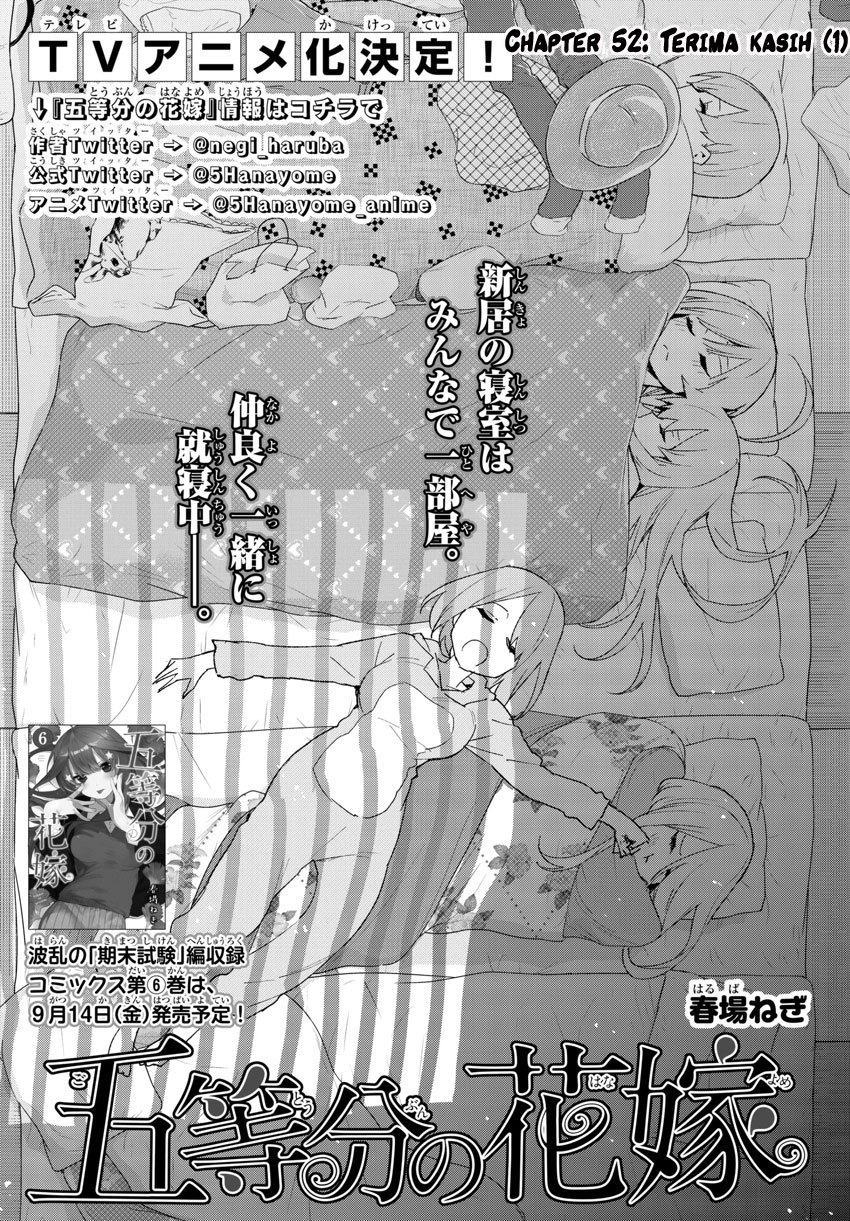 TVアニメ化決定!
CHAPTER 52: TERIMA KASIH (1)
↓『五等分の花嫁』情報はコチラで
作者Twitter → @negi_haruba
公式Twitter → @5Hanayome
アニメTwitter → @5Hanayome_anime
新居の寝室は
みんなで一部屋。
仲良く一緒に
就寝中――。
6
五等分の
花嫁
春場ねぎ
波乱の「期末試験」編収録
コミックス第⑥巻は、
9月14日(金)発売予定!
春場ねぎ
五等分の花嫁